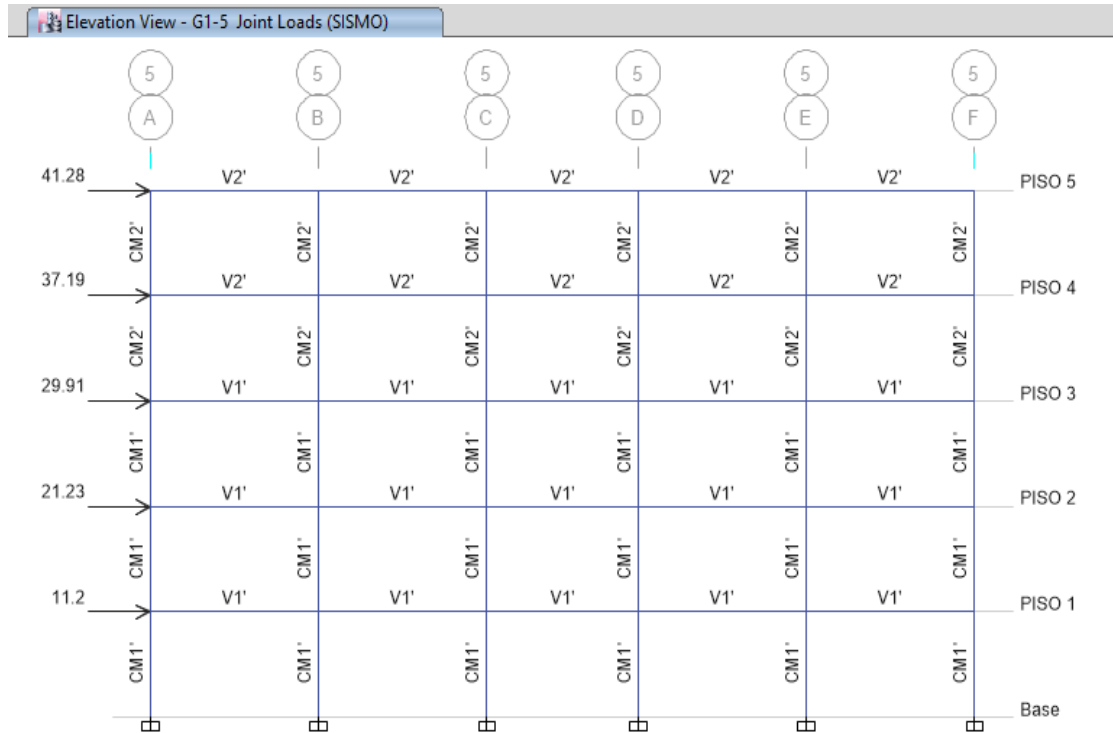 Elevation View - G1-5 Joint Loads (SISMO)
5 5 5 5 5 5
A B C D E F
41.28 V2' V2' V2' V2' V2' PISO 5
CM2' CM2' CM2' CM2' CM2' CM2'
37.19 V2' V2' V2' V2' V2' PISO 4
CM2' CM2' CM2' CM2' CM2' CM2'
29.91 V1' V1' V1' V1' V1' PISO 3
CM1' CM1' CM1' CM1' CM1' CM1'
21.23 V1' V1' V1' V1' V1' PISO 2
CM1' CM1' CM1' CM1' CM1' CM1'
11.2 V1' V1' V1' V1' V1' PISO 1
CM1' CM1' CM1' CM1' CM1' CM1'
Base